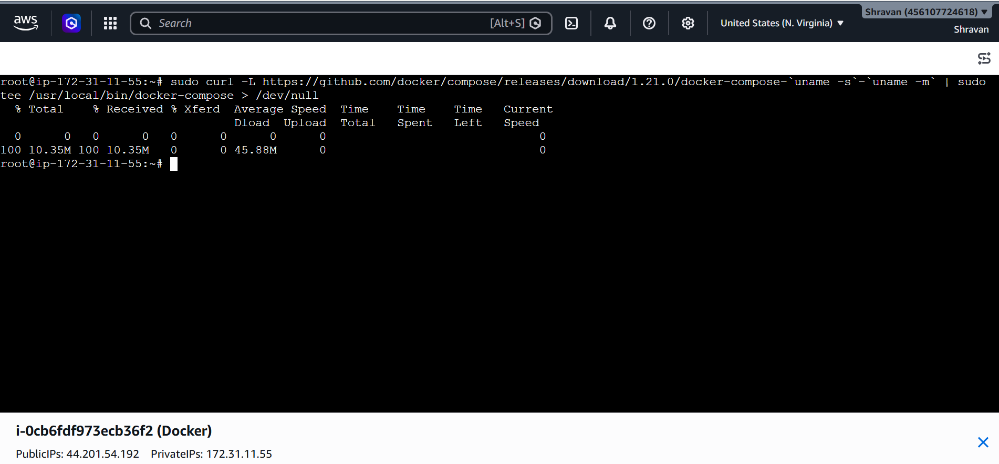 aws
Search
[Alt+S]
United States (N. Virginia)
Shravan (456107724618)
Shravan
root@ip-172-31-11-55:~# sudo curl -L https://github.com/docker/compose/releases/download/1.21.0/docker-compose-`uname -s`-`uname -m` | sudo
tee /usr/local/bin/docker-compose > /dev/null
% Total % Received % Xferd Average Speed Time Time Time Current
Dload Upload Total Spent Left Speed
0 0 0 0 0 0 0 0 0
100 10.35M 100 10.35M 0 0 45.88M 0 0
root@ip-172-31-11-55:~#
i-0cb6fdf973ecb36f2 (Docker)
PublicIPs: 44.201.54.192 PrivateIPs: 172.31.11.55